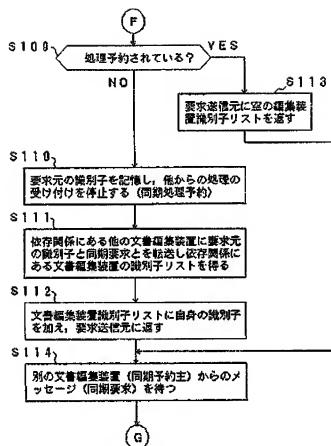 F
S109
処理予約されている?
YES
NO
S113
要求送信元に空の編集装
置識別子リストを返す
S110
要求元の識別子を記憶し，他からの処理の
受け付けを停止する（同期処理予約）
S111
依存関係にある他の文書編集装置に要求元
の識別子と同期要求とを転送し依存関係に
ある文書編集装置の識別子リストを得る
S112
文書編集装置識別子リストに自身の識別子
を加え，要求送信元に返す
S114
別の文書編集装置（同期予約主）からのメ
ッセージ（同期要求）を待つ
G